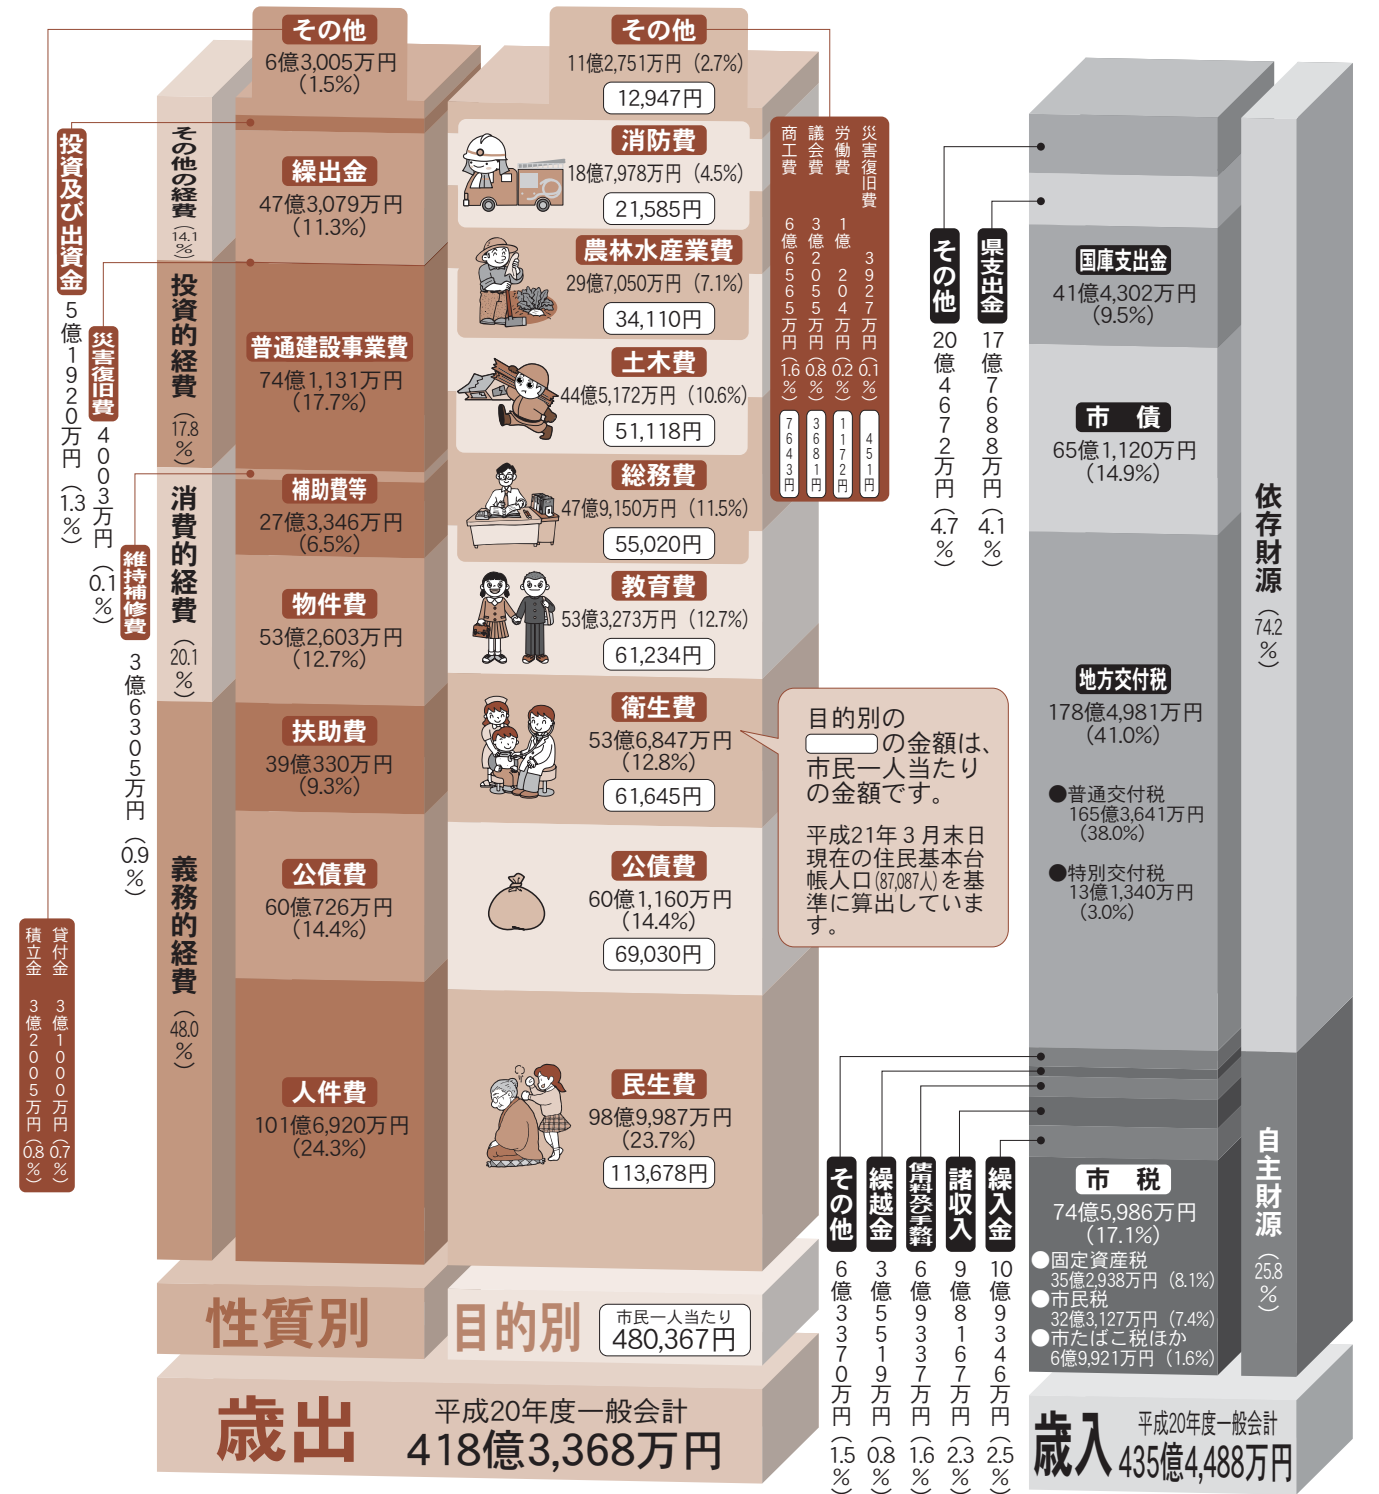 その他
6億3,005万円
(1.5%)
繰出金
47億3,079万円
(11.3%)
普通建設事業費
74億1,131万円
(17.7%)
補助費等
27億3,346万円
(6.5%)
物件費
53億2,603万円
(12.7%)
扶助費
39億330万円
(9.3%)
公債費
60億726万円
(14.4%)
人件費
101億6,920万円
(24.3%)
その他の経費(14.1%)
投資的経費(17.8%)
消費的経費(20.1%)
義務的経費(48.0%)
投資及び出資金 5億1920万円(1.3%)
災害復旧費 4003万円(0.1%)
維持補修費 3億6305万円(0.9%)
貸付金 3億1000万円(0.7%)
積立金 3億2005万円(0.8%)
性質別
その他
11億2,751万円(2.7%)
12,947円
消防費
18億7,978万円(4.5%)
21,585円
農林水産業費
29億7,050万円(7.1%)
34,110円
土木費
44億5,172万円(10.6%)
51,118円
総務費
47億9,150万円(11.5%)
55,020円
教育費
53億3,273万円(12.7%)
61,234円
衛生費
53億6,847万円
(12.8%)
61,645円
公債費
60億1,160万円
(14.4%)
69,030円
民生費
98億9,987万円
(23.7%)
113,678円
災害復旧費 3927万円(0.1%) 451円
労働費 1億204万円(0.2%) 1172円
議会費 3億2055万円(0.8%) 3681円
商工費 6億6565万円(1.6%) 7643円
目的別の
の金額は、
市民一人当たり
の金額です。
平成21年3月末日
現在の住民基本台
帳人口(87,087人)を基
準に算出していま
す。
目的別
市民一人当たり
480,367円
歳出
平成20年度一般会計
418億3,368万円
その他 20億4672万円(4.7%)
県支出金 17億7688万円(4.1%)
国庫支出金
41億4,302万円
(9.5%)
市 債
65億1,120万円
(14.9%)
地方交付税
178億4,981万円
(41.0%)
●普通交付税
165億3,641万円
(38.0%)
●特別交付税
13億1,340万円
(3.0%)
依存財源(74.2%)
その他 6億3370万円(1.5%)
繰越金 3億5519万円(0.8%)
使用料及び手数料 6億9337万円(1.6%)
諸収入 9億8167万円(2.3%)
繰入金 10億9346万円(2.5%)
市 税
74億5,986万円
(17.1%)
●固定資産税
35億2,938万円(8.1%)
●市民税
32億3,127万円(7.4%)
●市たばこ税ほか
6億9,921万円(1.6%)
自主財源(25.8%)
歳入
平成20年度一般会計
435億4,488万円